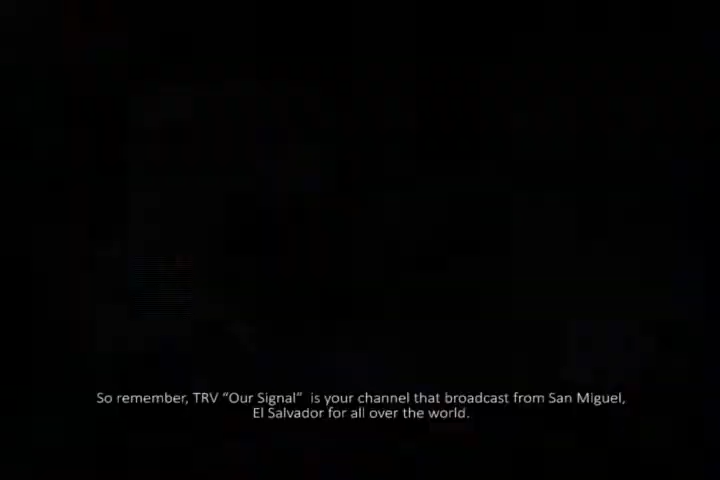 So remember, TRV “Our Signal”  is your channel that broadcast from San Miguel,
El Salvador for all over the world.